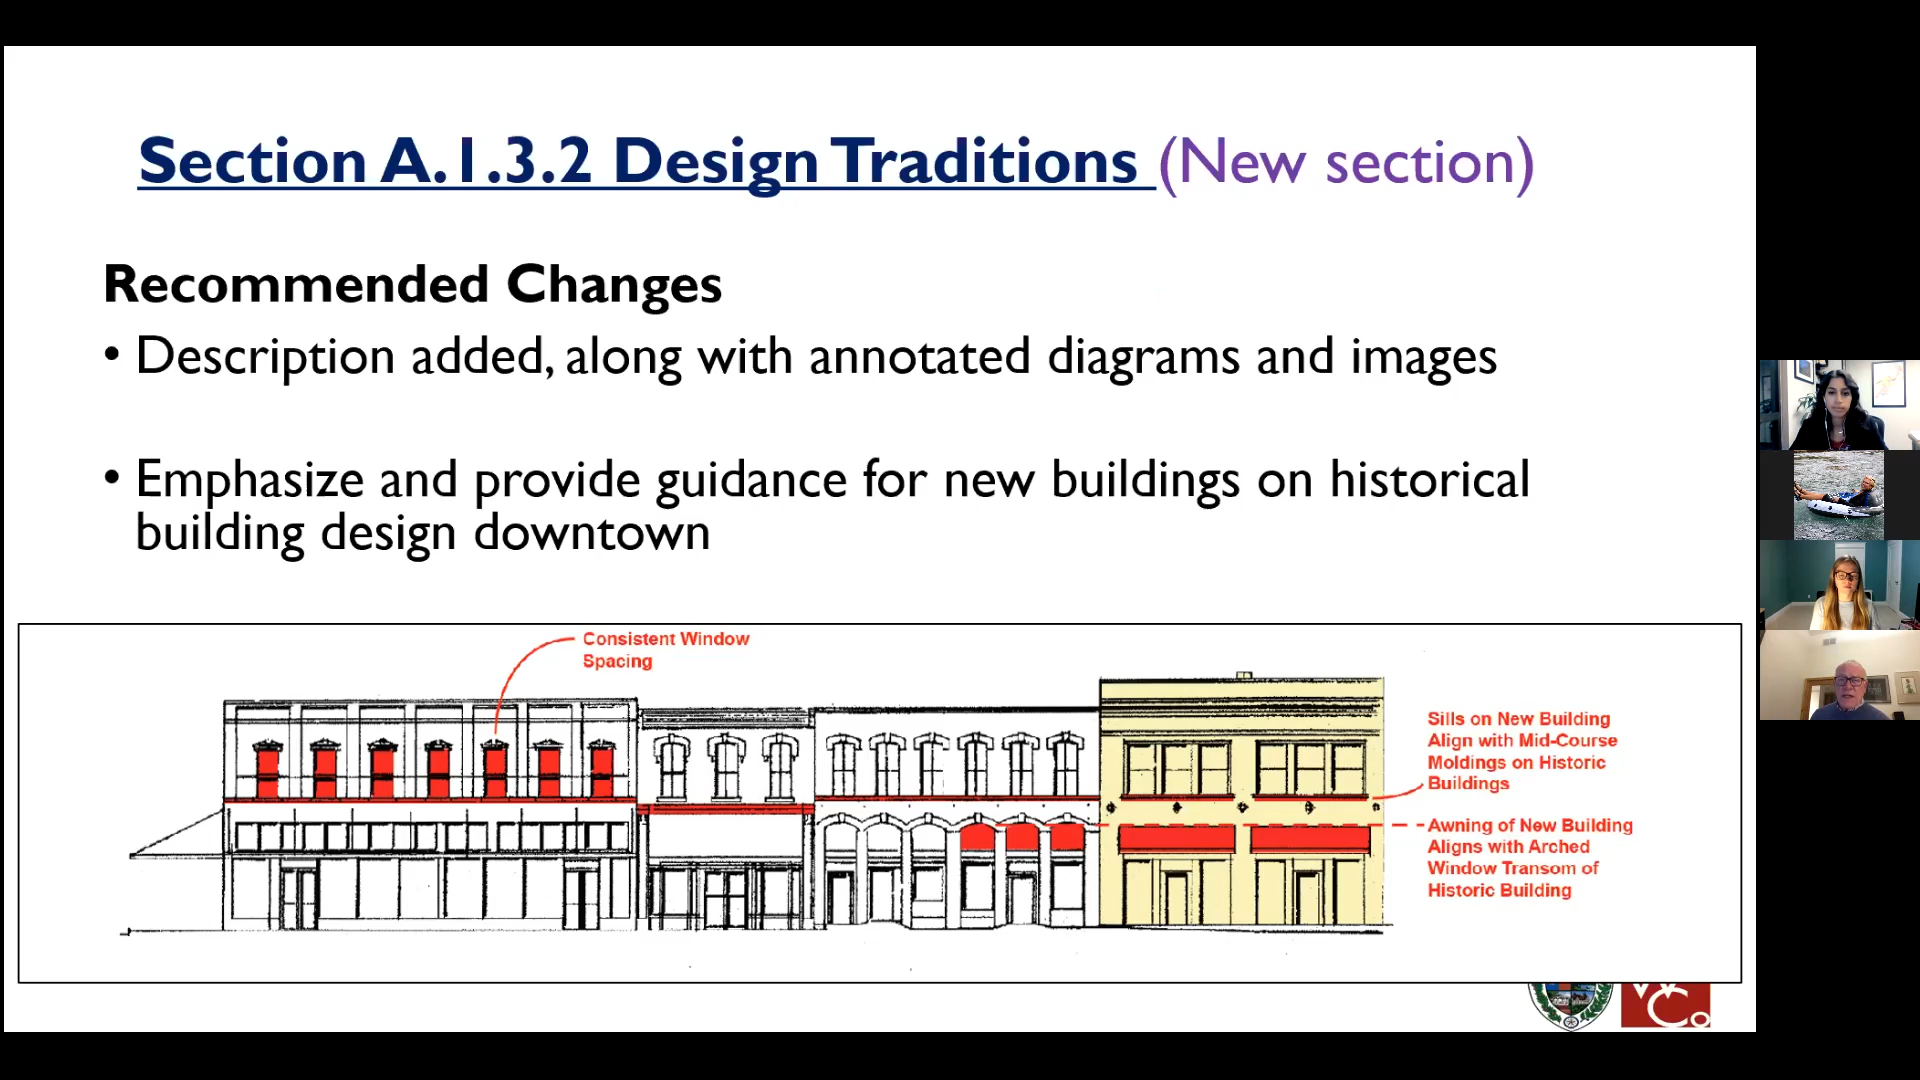 Section A.1.3.2 Design Traditions (New section)
Recommended Changes
• Description added, along with annotated diagrams and images
• Emphasize and provide guidance for new buildings on historical
building design downtown
Consistent Window
Spacing
Sills on New Building
Align with Mid-Course
Moldings on Historic
Buildings
Awning of New Building
Aligns with Arched
Window Transom of
Historic Building
WCo